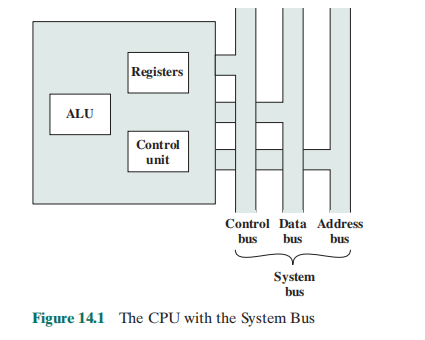 Registers
ALU
Control
unit
Control Data Address
bus bus bus
System
bus
Figure 14.1 The CPU with the System Bus